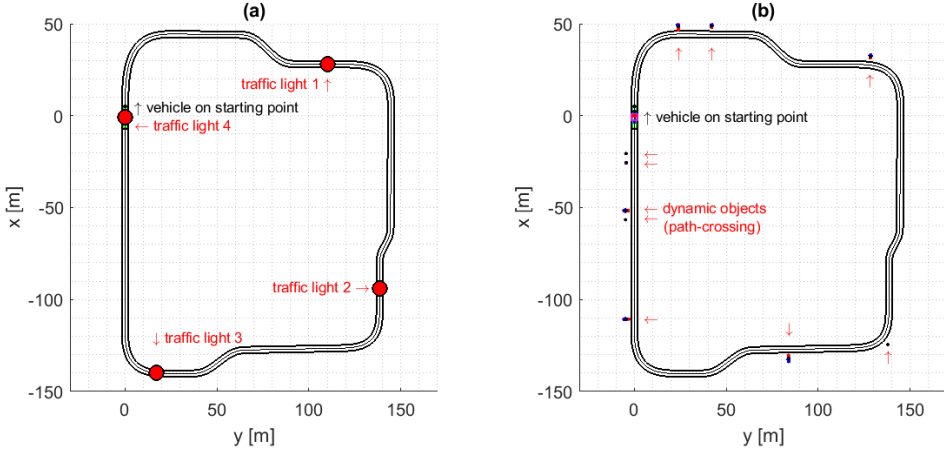 (a)
50
0
-50
-100
-150
0
50
100
150
x [m]
y [m]
traffic light 1 ↑
↑ vehicle on starting point
← traffic light 4
traffic light 2 →
↓ traffic light 3
(b)
50
0
-50
-100
-150
0
50
100
150
x [m]
y [m]
↑ vehicle on starting point
← dynamic objects
← (path-crossing)